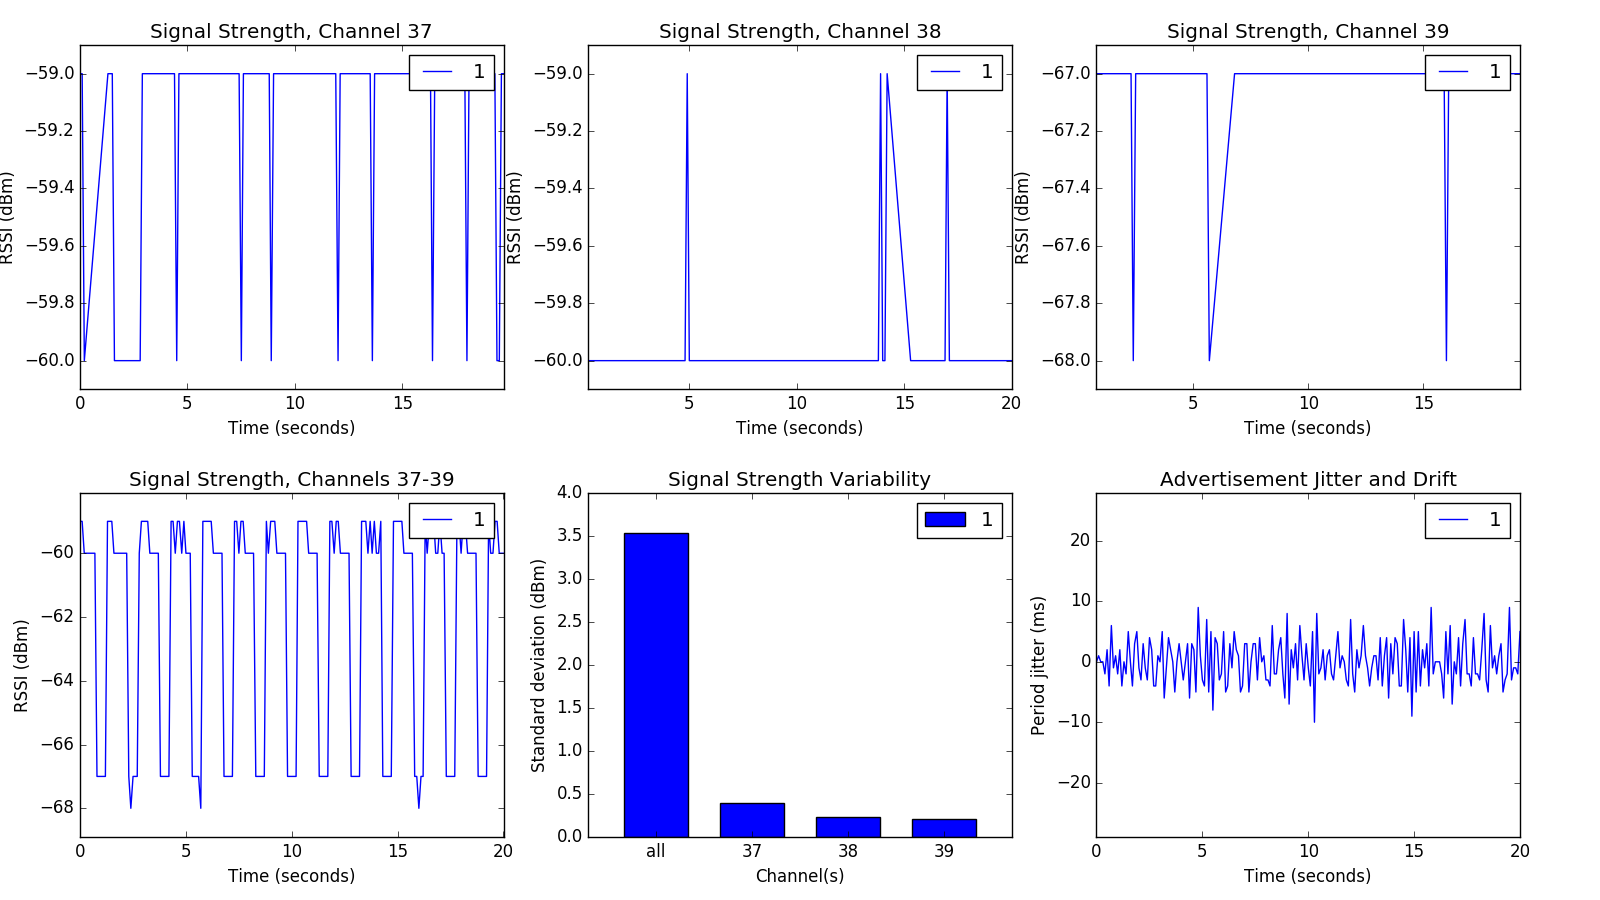 Signal Strength, Channel 37
1
−59.0
−59.2
−59.4
−59.6
−59.8
−60.0
RSSI (dBm)
0 5 10 15
Time (seconds)
Signal Strength, Channel 38
1
−59.0
−59.2
−59.4
−59.6
−59.8
−60.0
RSSI (dBm)
5 10 15 20
Time (seconds)
Signal Strength, Channel 39
1
−67.0
−67.2
−67.4
−67.6
−67.8
−68.0
RSSI (dBm)
5 10 15
Time (seconds)
Signal Strength, Channels 37-39
1
−60
−62
−64
−66
−68
RSSI (dBm)
0 5 10 15 20
Time (seconds)
Signal Strength Variability
1
4.0
3.5
3.0
2.5
2.0
1.5
1.0
0.5
0.0
Standard deviation (dBm)
all 37 38 39
Channel(s)
Advertisement Jitter and Drift
1
20
10
0
−10
−20
Period jitter (ms)
0 5 10 15 20
Time (seconds)